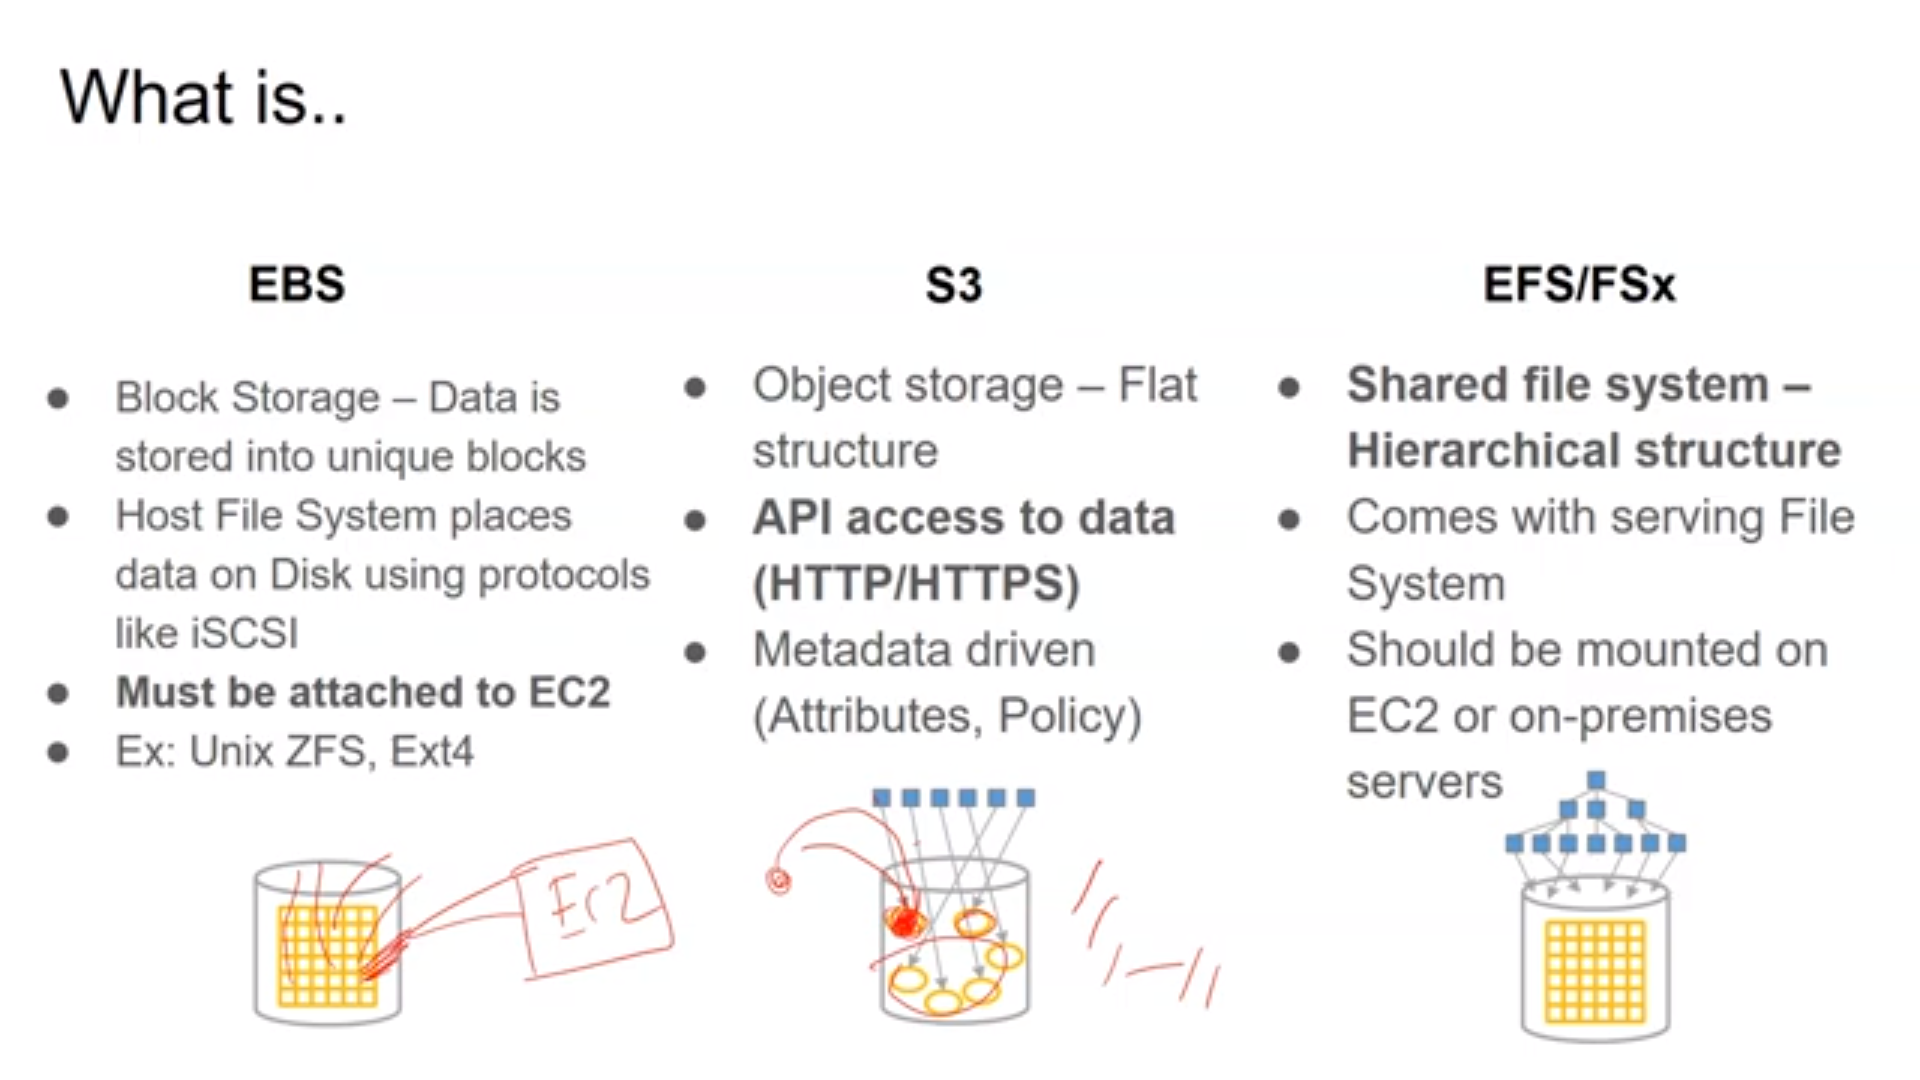 What is..
EBS
● Block Storage – Data is
stored into unique blocks
● Host File System places
data on Disk using protocols
like iSCSI
● Must be attached to EC2
● Ex: Unix ZFS, Ext4
S3
● Object storage – Flat
structure
● API access to data
(HTTP/HTTPS)
● Metadata driven
(Attributes, Policy)
EFS/FSx
● Shared file system –
Hierarchical structure
● Comes with serving File
System
● Should be mounted on
EC2 or on-premises
servers
Ec2